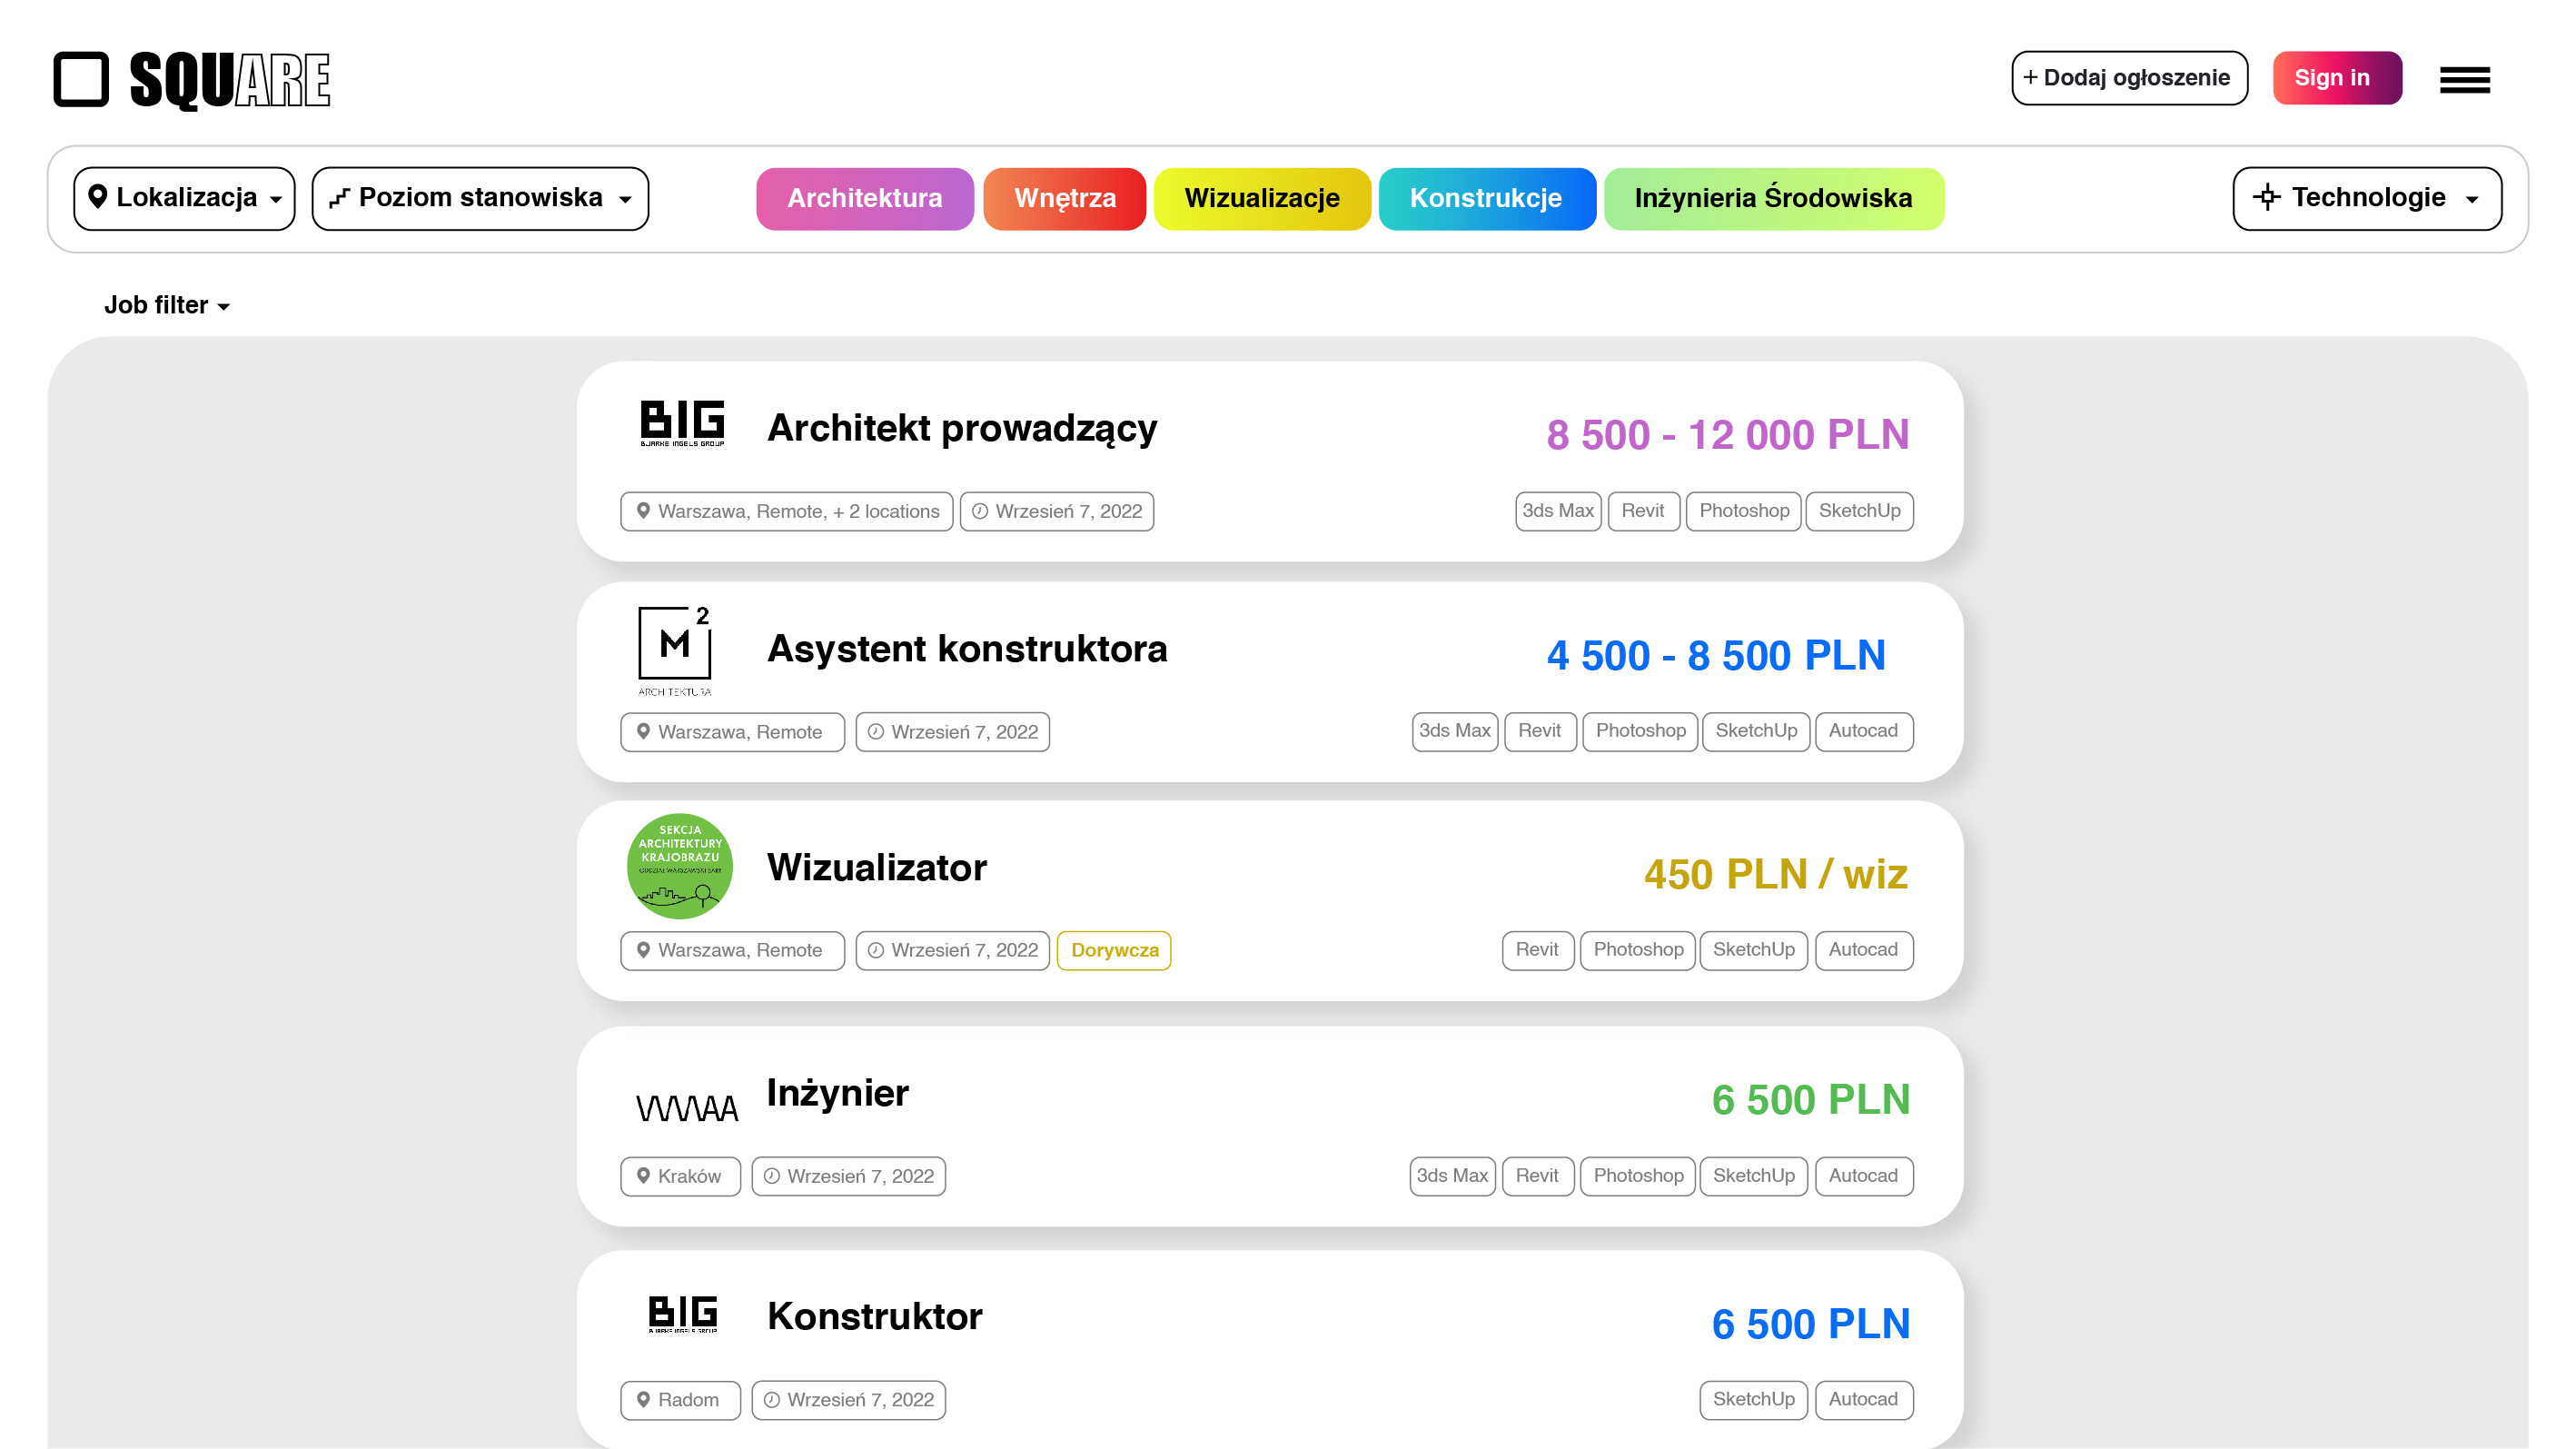 SQUARE
+ Dodaj ogłoszenie
Sign in
Lokalizacja
Poziom stanowiska
Architektura
Wnętrza
Wizualizacje
Konstrukcje
Inżynieria Środowiska
Technologie
Job filter
BIG
BJARKE INGELS GROUP
Architekt prowadzący
8 500 - 12 000 PLN
Warszawa, Remote, + 2 locations
Wrzesień 7, 2022
3ds Max
Revit
Photoshop
SketchUp
M2
ARCHITEKTURA
Asystent konstruktora
4 500 - 8 500 PLN
Warszawa, Remote
Wrzesień 7, 2022
3ds Max
Revit
Photoshop
SketchUp
Autocad
SEKCJA
ARCHITEKTURY
KRAJOBRAZU
ODDZIAŁ WARSZAWSKI SARP
Wizualizator
450 PLN / wiz
Warszawa, Remote
Wrzesień 7, 2022
Dorywcza
Revit
Photoshop
SketchUp
Autocad
Inżynier
6 500 PLN
Kraków
Wrzesień 7, 2022
3ds Max
Revit
Photoshop
SketchUp
Autocad
BIG
BJARKE INGELS GROUP
Konstruktor
6 500 PLN
Radom
Wrzesień 7, 2022
SketchUp
Autocad